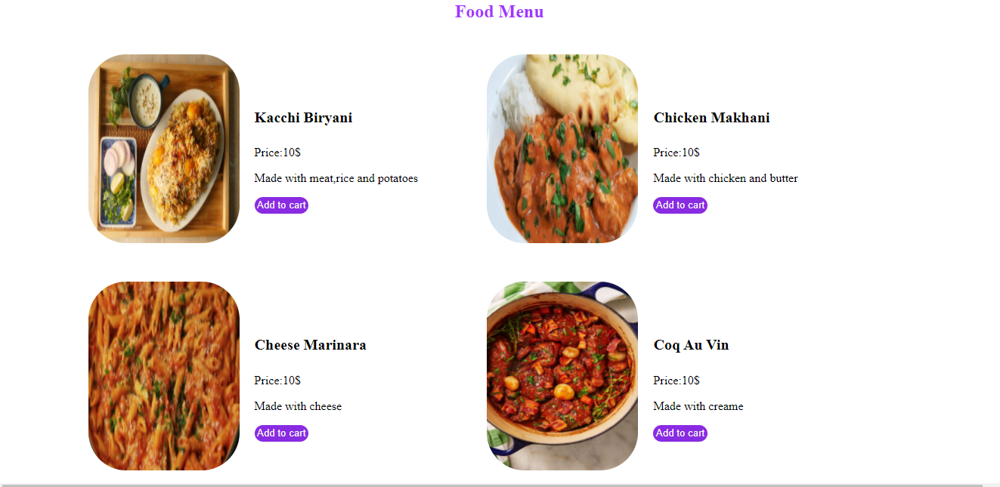 Food Menu
Kacchi Biryani
Price:10$
Made with meat,rice and potatoes
Add to cart
Chicken Makhani
Price:10$
Made with chicken and butter
Add to cart
Cheese Marinara
Price:10$
Made with cheese
Add to cart
Coq Au Vin
Price:10$
Made with creame
Add to cart